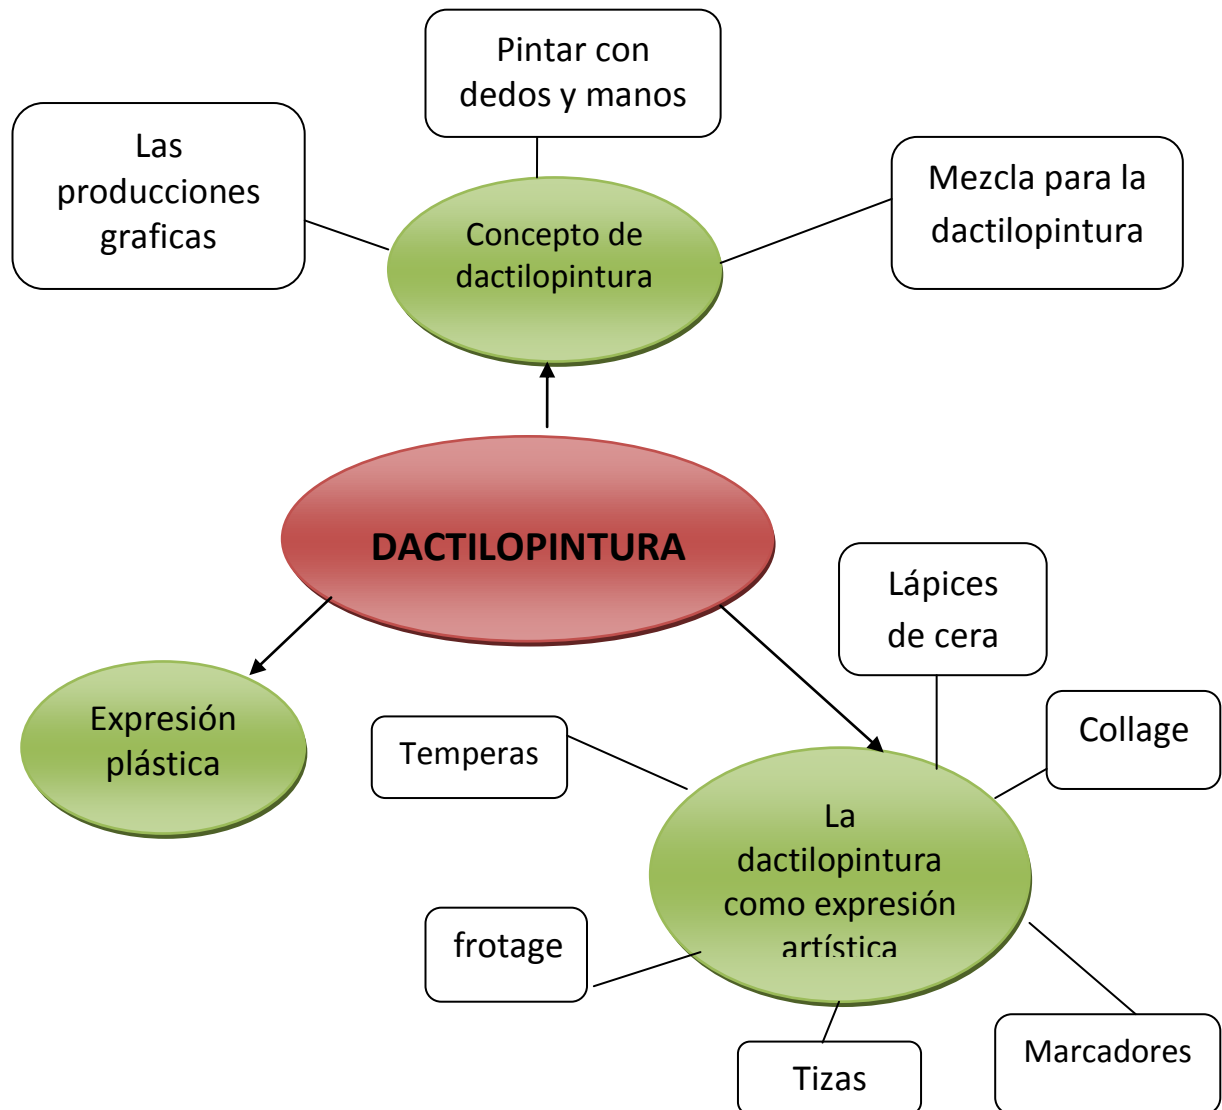 Pintar con
dedos y manos
Las
producciones
graficas
Mezcla para la
dactilopintura
Concepto de
dactilopintura
DACTILOPINTURA
Lápices
de cera
Expresión
plástica
Temperas
Collage
La
dactilopintura
como expresión
artística
frotage
Marcadores
Tizas